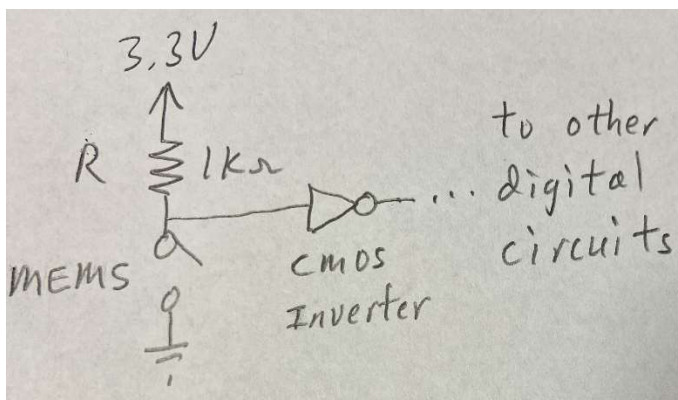 3.3V
R 1KΩ
to other
digital
circuits
MEMS
CMOS
Inverter